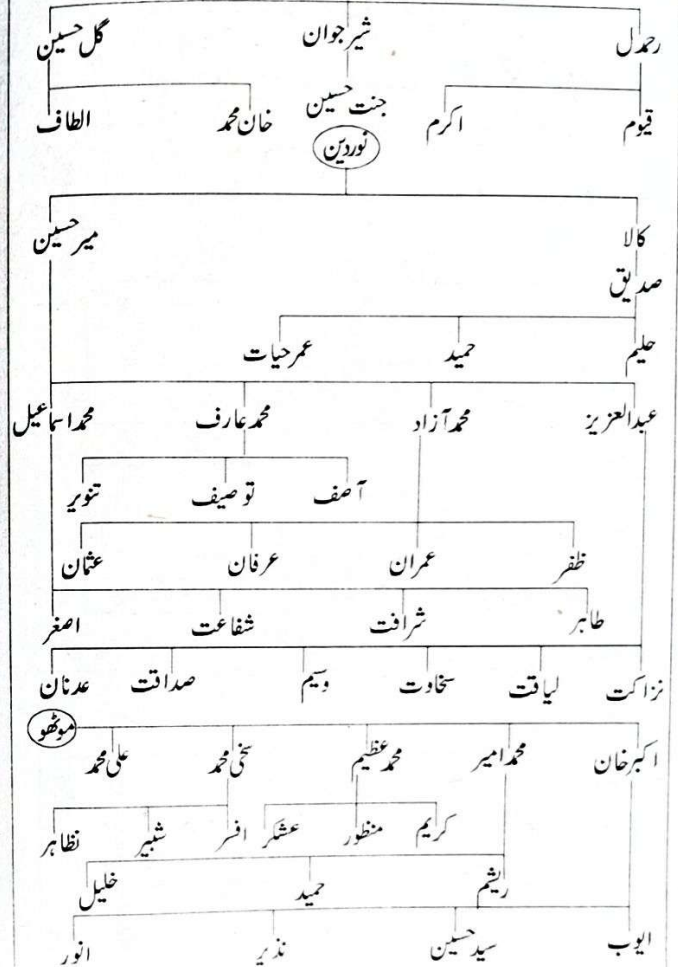 رحمدل شیر جوان گل حسین
قیوم اکرم جنت حسین خان محمد الطاف
نوردین
کالا میر حسین
صدیق
حلیم حمید عمر حیات
عبدالعزیز محمد آزاد محمد عارف محمد اسماعیل
آصف توصیف تنویر
ظفر عمران عرفان عثمان
طاہر شرافت شفاعت اصغر
نزاکت لیاقت سخاوت وسیم صداقت عدنان
موٹھو
اکبر خان محمد امیر محمد عظیم سخی محمد علی محمد
کریم منظور عشکر افسر شبیر نظاہر
ریشم حمید خلیل
ایوب سید حسین نذیر انور